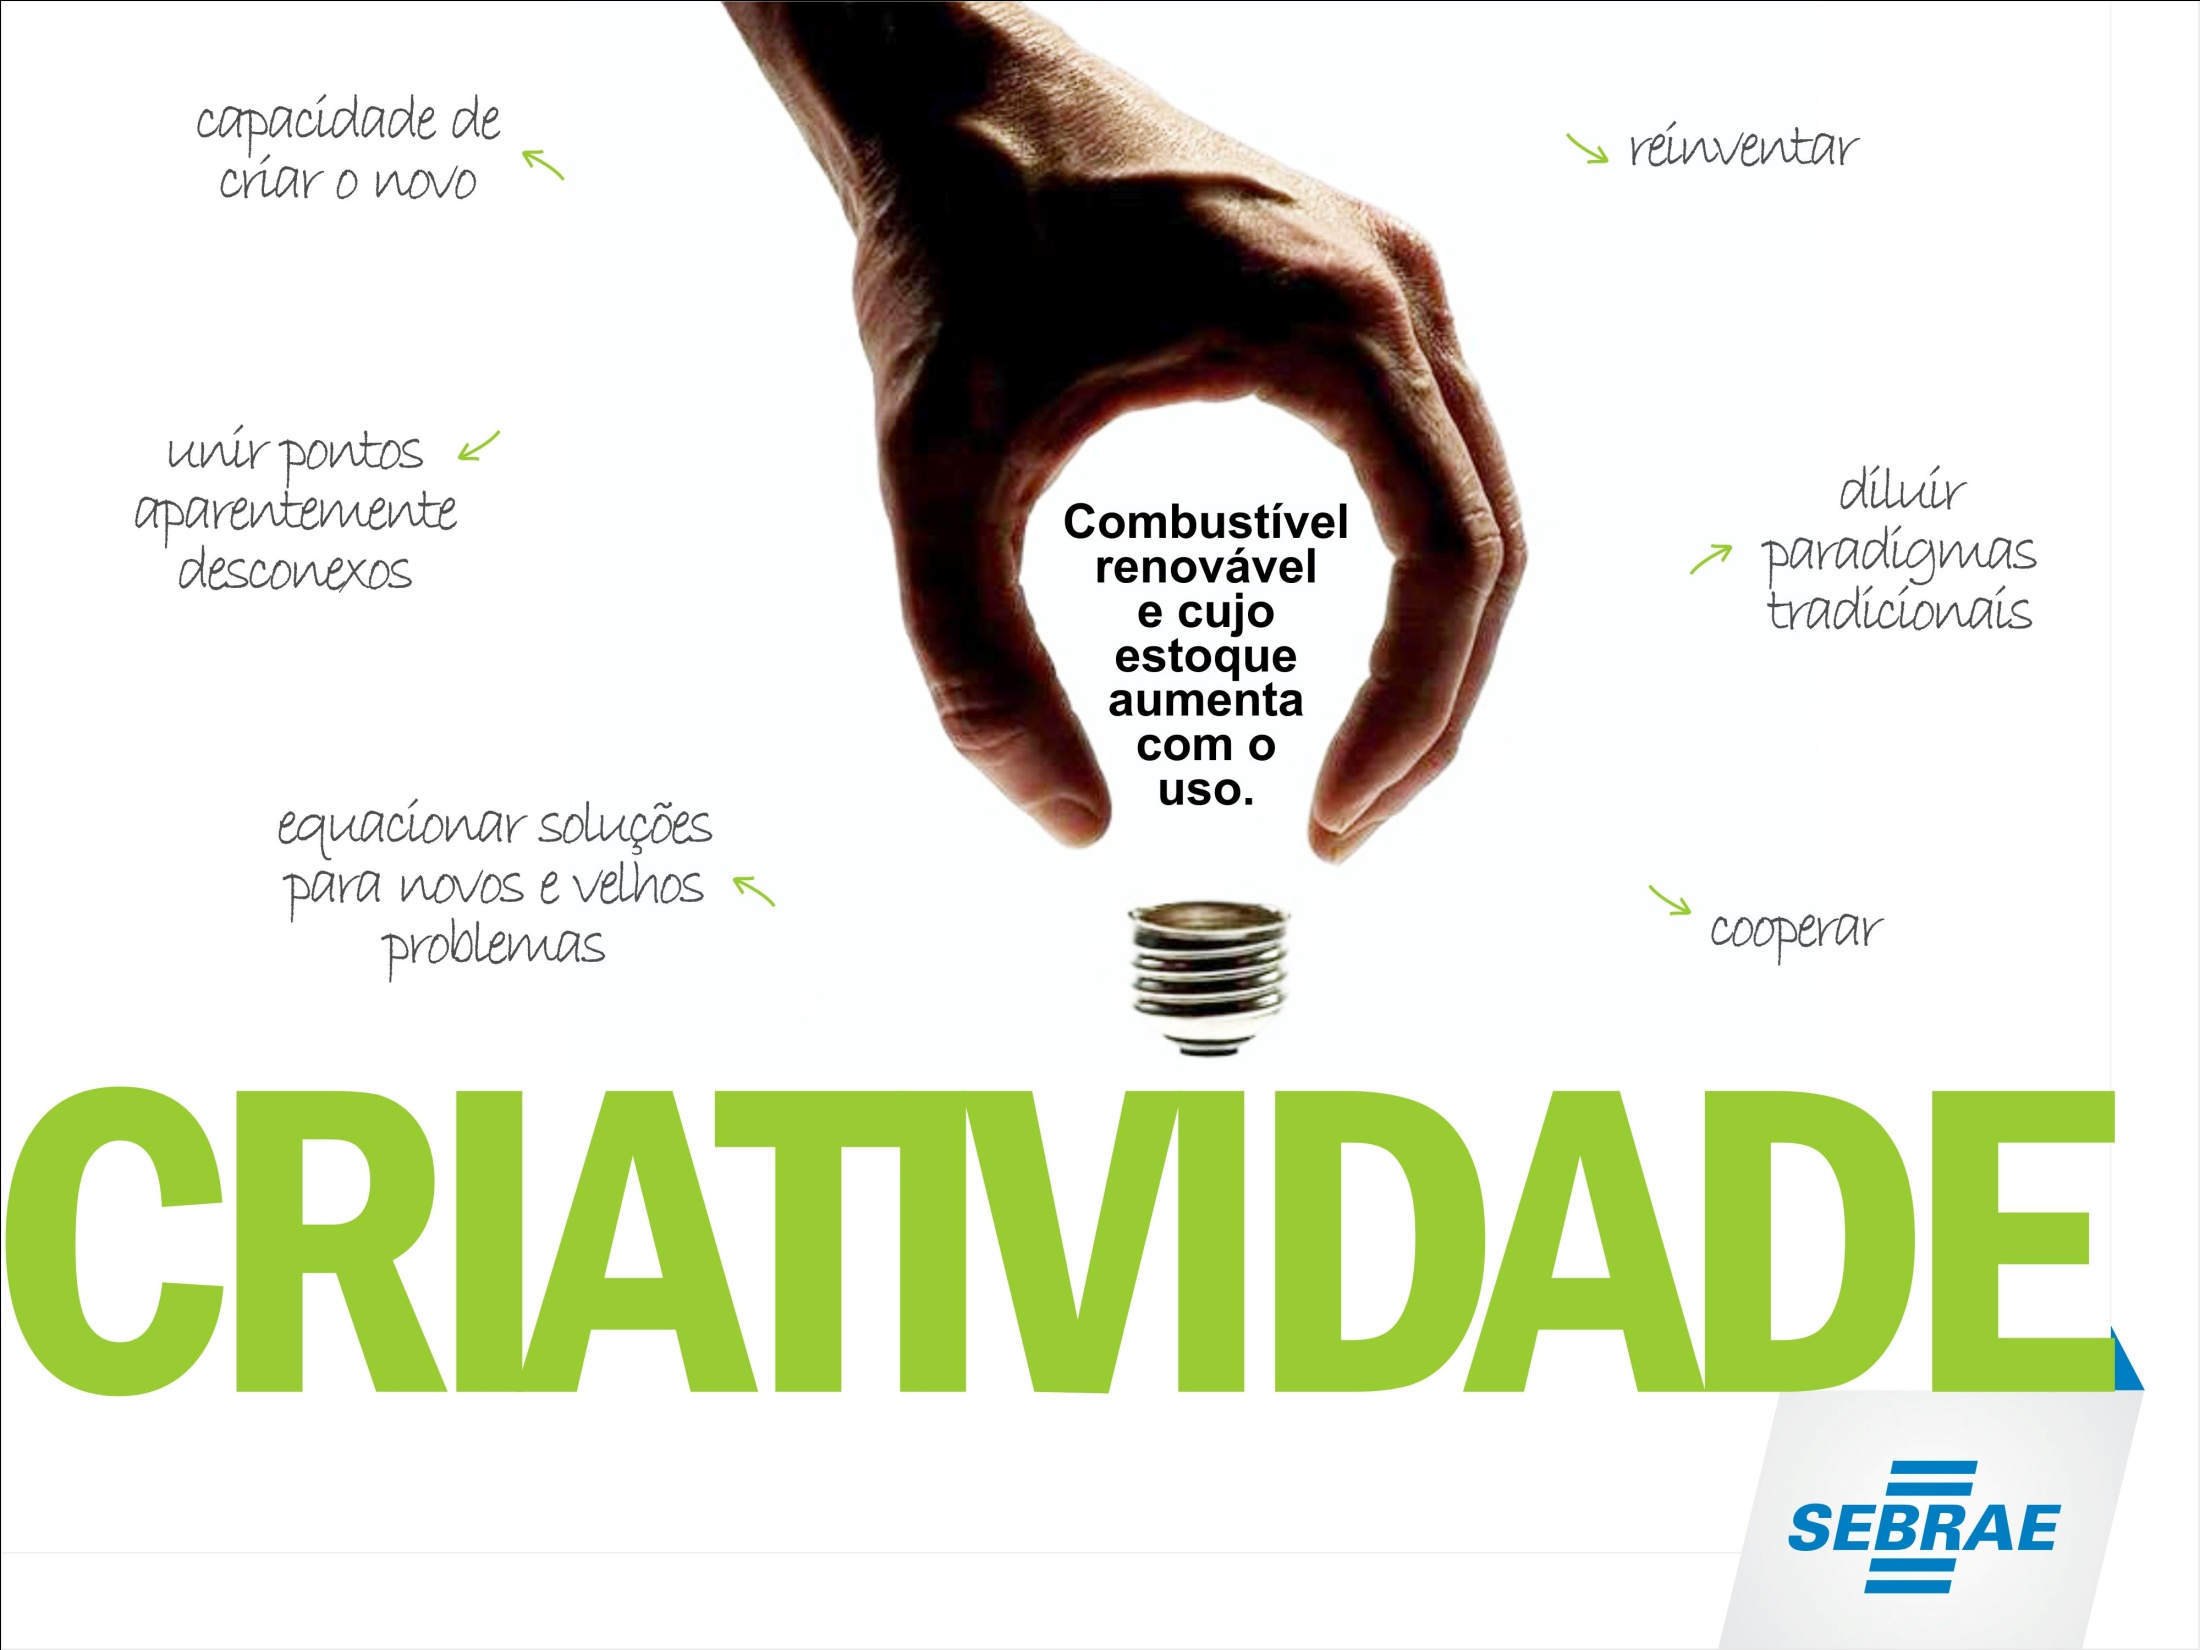 capacidade de
criar o novo
reinventar
unir pontos
aparentemente
desconexos
diluir
paradigmas
tradicionais
Combustível
renovável
e cujo
estoque
aumenta
com o
uso.
equacionar soluções
para novos e velhos
problemas
cooperar
CRIATIVIDADE
SEBRAE